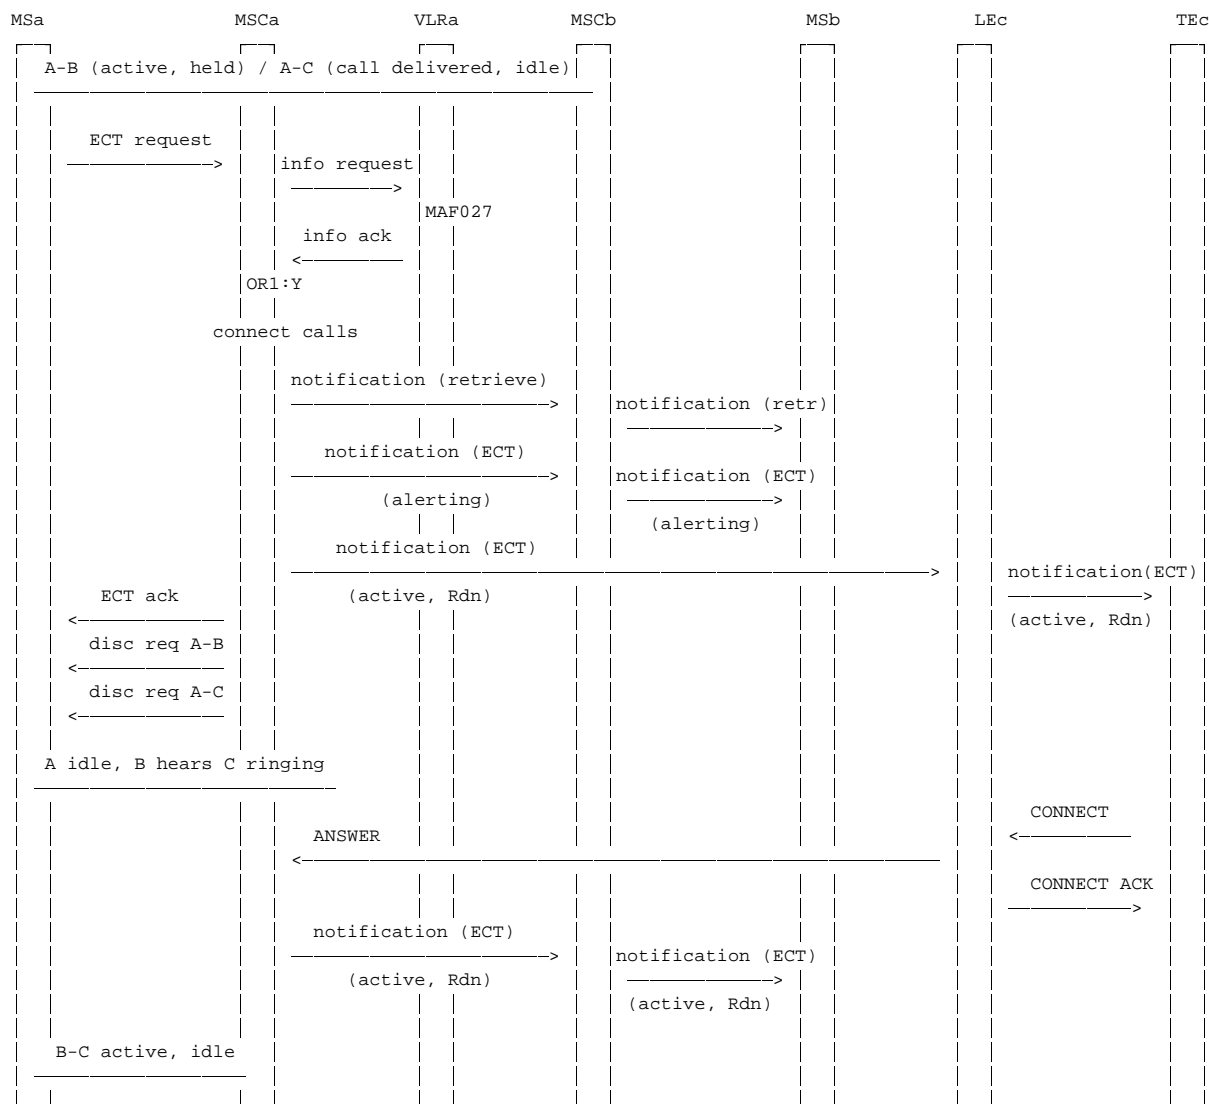 MSa MSCa VLRa MSCb MSb LEc TEc
A-B (active, held) / A-C (call delivered, idle)
ECT request
info request
MAF027
info ack
OR1:Y
connect calls
notification (retrieve)
notification (retr)
notification (ECT)
notification (ECT)
(alerting)
(alerting)
notification (ECT)
notification(ECT)
ECT ack (active, Rdn)
(active, Rdn)
disc req A-B
disc req A-C
A idle, B hears C ringing
CONNECT
ANSWER
CONNECT ACK
notification (ECT)
notification (ECT)
(active, Rdn)
(active, Rdn)
B-C active, idle